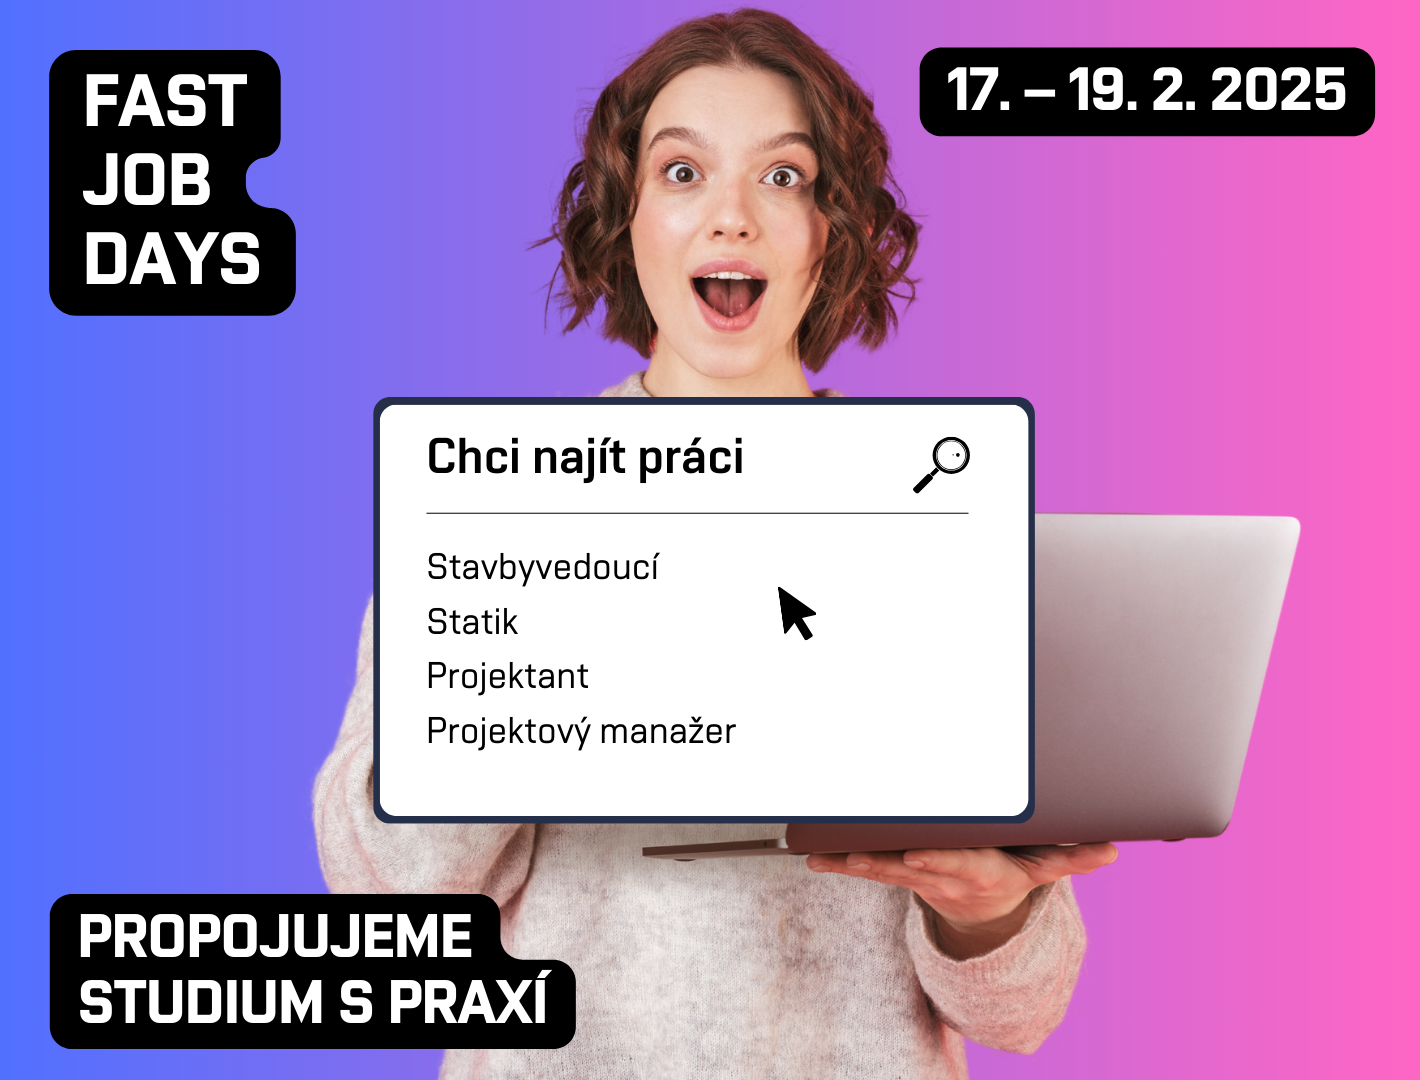 FAST
JOB
DAYS
17. – 19. 2. 2025
Chci najít práci
Stavbyvedoucí
Statik
Projektant
Projektový manažer
PROPOJUJEME
STUDIUM S PRAXÍ